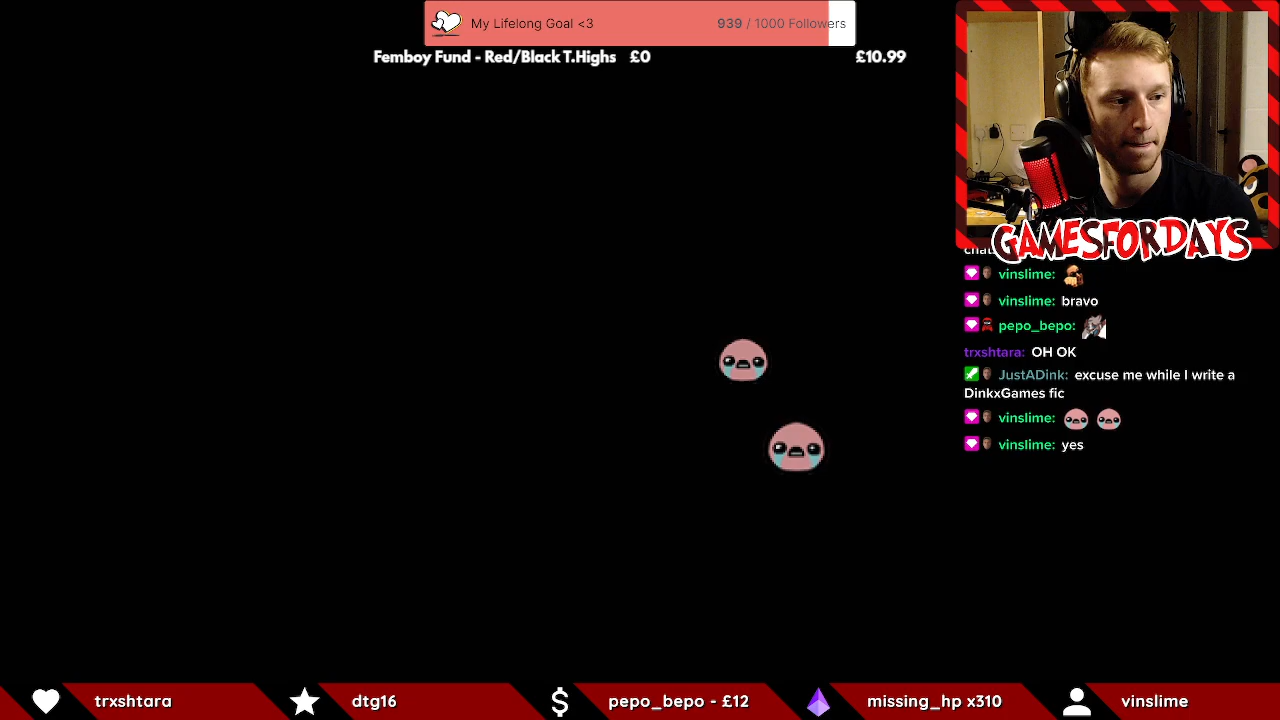 My Lifelong Goal <3 939 / 1000 Followers
Femboy Fund - Red/Black T.Highs £0 £10.99
GAMESFORDAYS
vinslime:
vinslime: bravo
pepo_bepo:
trxshtara: OH OK
JustADink: excuse me while I write a
DinkxGames fic
vinslime:
vinslime: yes
trxshtara dtg16 pepo_bepo - £12 missing_hp x310 vinslime